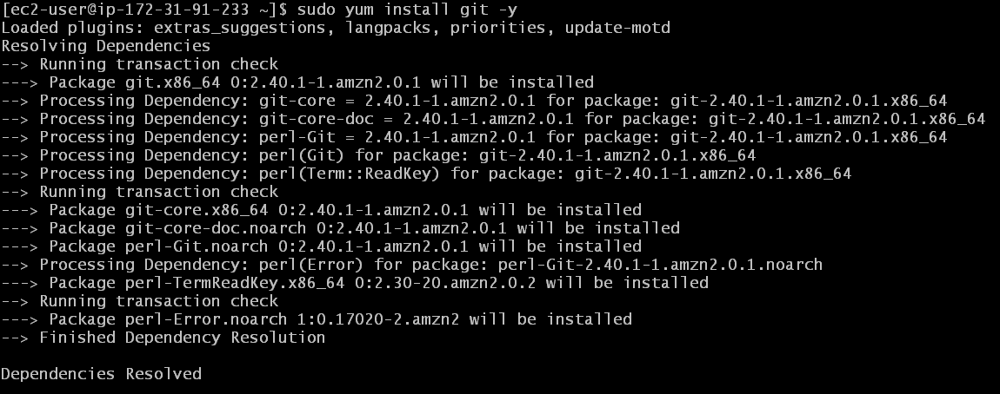 [ec2-user@ip-172-31-91-233 ~]$ sudo yum install git -y
Loaded plugins: extras_suggestions, langpacks, priorities, update-motd
Resolving Dependencies
--> Running transaction check
---> Package git.x86_64 0:2.40.1-1.amzn2.0.1 will be installed
--> Processing Dependency: git-core = 2.40.1-1.amzn2.0.1 for package: git-2.40.1-1.amzn2.0.1.x86_64
--> Processing Dependency: git-core-doc = 2.40.1-1.amzn2.0.1 for package: git-2.40.1-1.amzn2.0.1.x86_64
--> Processing Dependency: perl-Git = 2.40.1-1.amzn2.0.1 for package: git-2.40.1-1.amzn2.0.1.x86_64
--> Processing Dependency: perl(Git) for package: git-2.40.1-1.amzn2.0.1.x86_64
--> Processing Dependency: perl(Term::ReadKey) for package: git-2.40.1-1.amzn2.0.1.x86_64
--> Running transaction check
---> Package git-core.x86_64 0:2.40.1-1.amzn2.0.1 will be installed
---> Package git-core-doc.noarch 0:2.40.1-1.amzn2.0.1 will be installed
---> Package perl-Git.noarch 0:2.40.1-1.amzn2.0.1 will be installed
--> Processing Dependency: perl(Error) for package: perl-Git-2.40.1-1.amzn2.0.1.noarch
---> Package perl-TermReadKey.x86_64 0:2.30-20.amzn2.0.2 will be installed
--> Running transaction check
---> Package perl-Error.noarch 1:0.17020-2.amzn2 will be installed
--> Finished Dependency Resolution
Dependencies Resolved